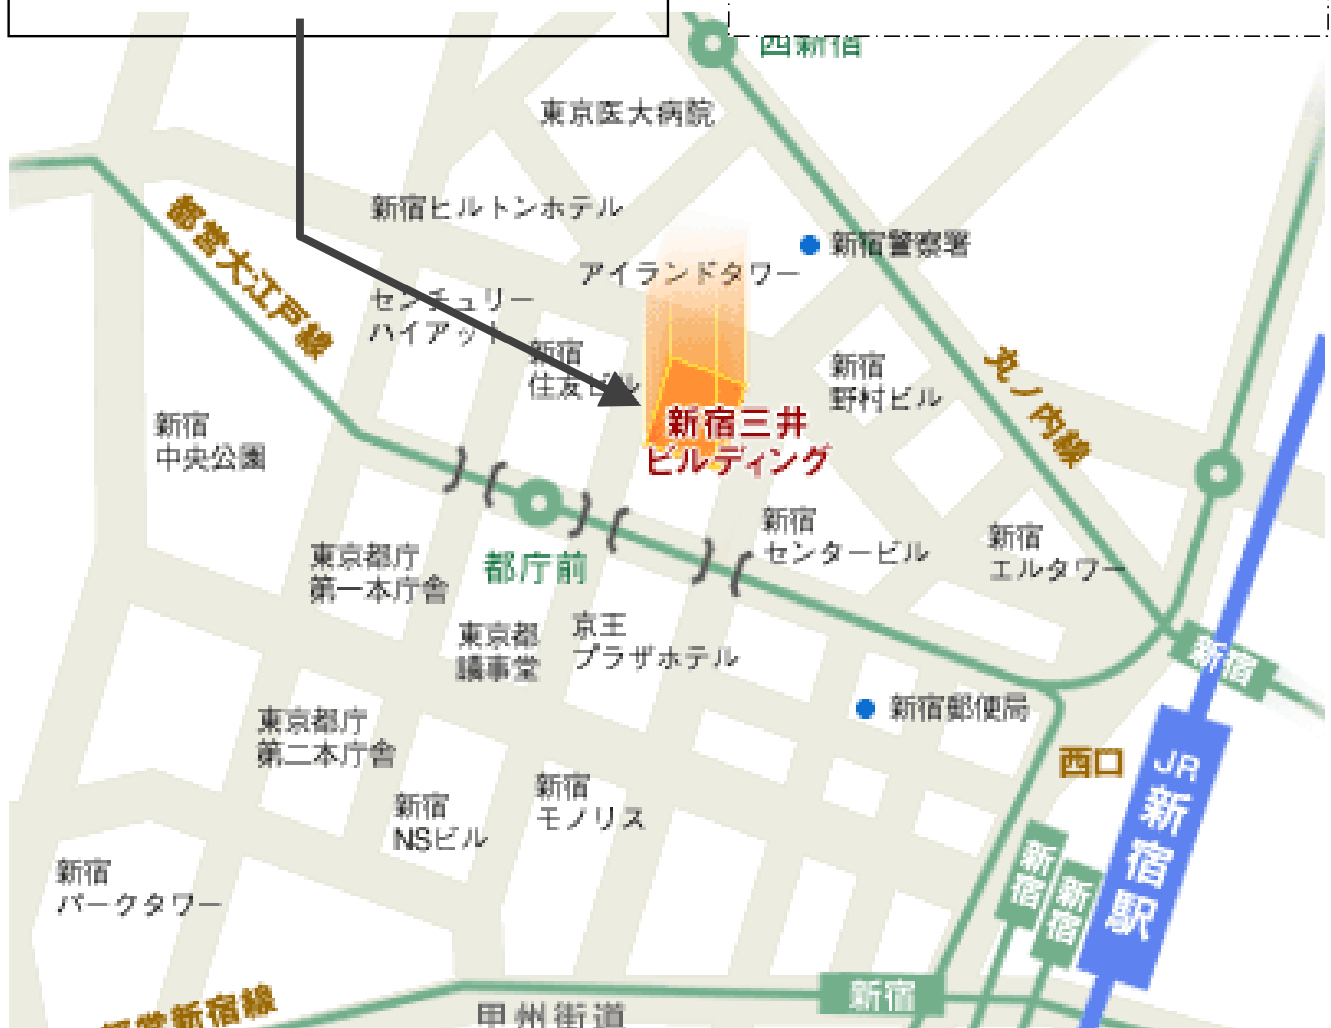 西新宿
東京医大病院
新宿ヒルトンホテル
新宿警察署
アイランドタワー
都営大江戸線
センチュリー
ハイアット
新宿
住友ビル
新宿
野村ビル
丸ノ内線
新宿三井
ビルディング
新宿
中央公園
新宿
センタービル
新宿
エルタワー
東京都庁
第一本庁舎
都庁前
東京都
議事堂
京王
プラザホテル
新宿
新宿郵便局
東京都庁
第二本庁舎
西口
JR
新宿駅
新宿
モノリス
新宿
NSビル
新宿
新宿
新宿
パークタワー
新宿
都営新宿線
甲州街道